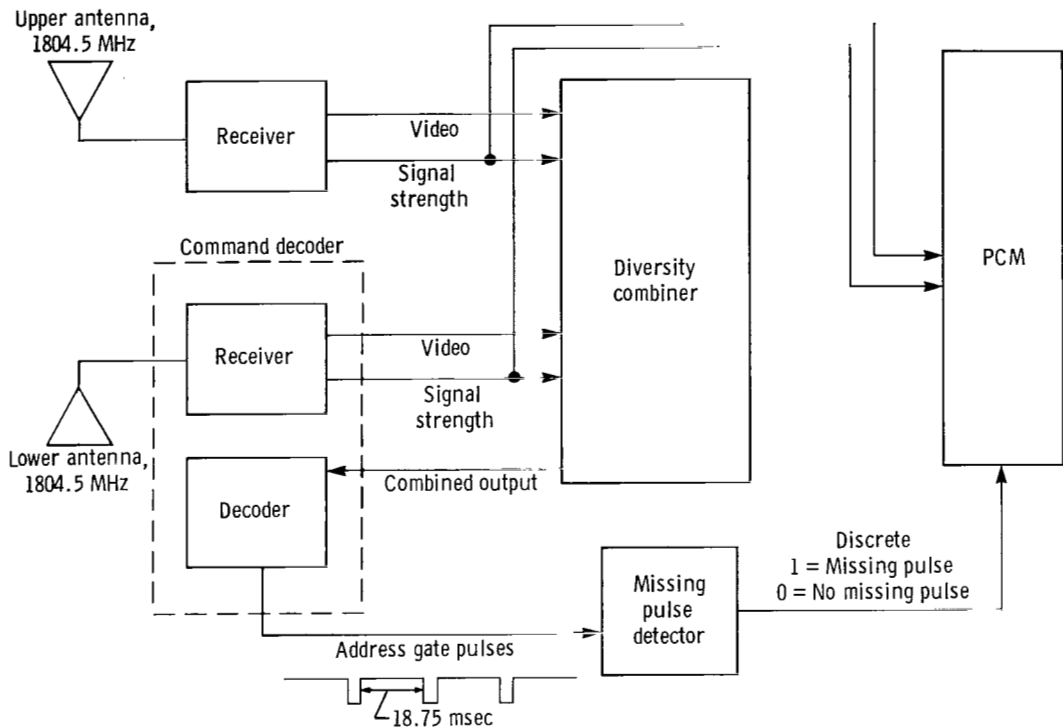 Upper antenna,
1804.5 MHz
Receiver
Video
Signal
strength
Command decoder
Receiver
Video
Signal
strength
Lower antenna,
1804.5 MHz
Decoder
Combined output
Diversity
combiner
PCM
Discrete
1 = Missing pulse
0 = No missing pulse
Missing
pulse
detector
Address gate pulses
18.75 msec